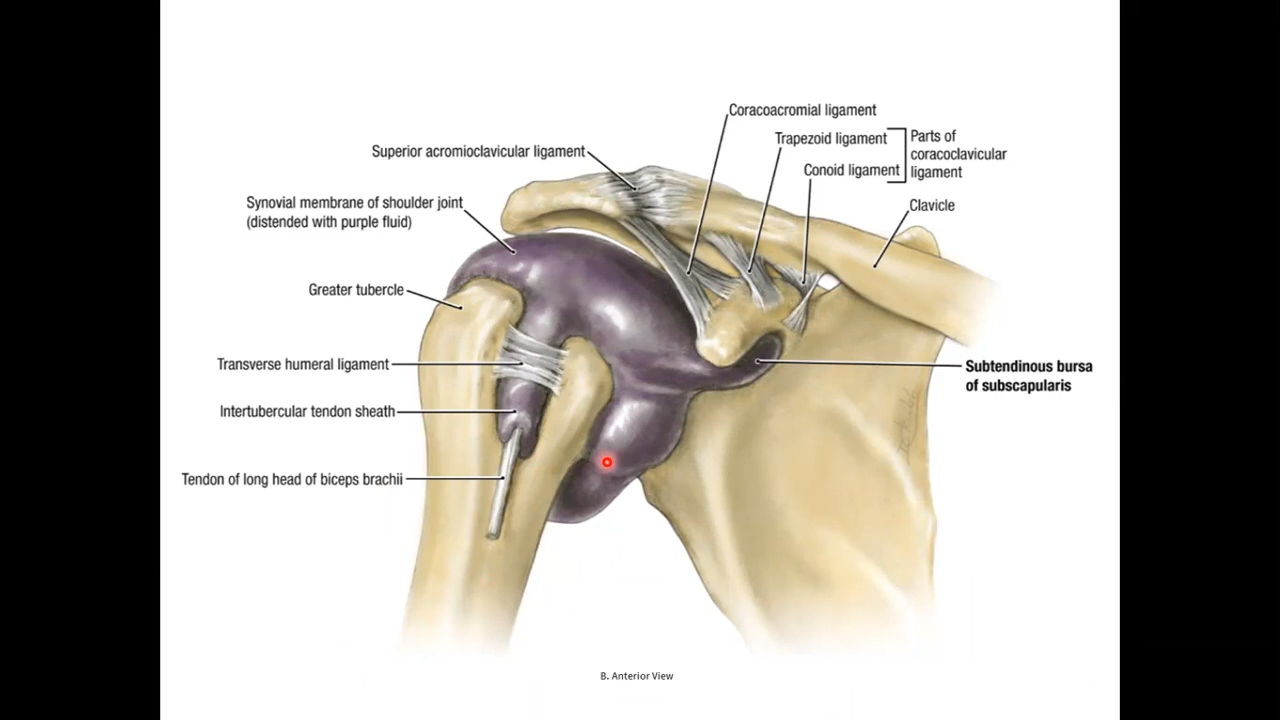 Coracoacromial ligament
Trapezoid ligament
Parts of
coracoclavicular
ligament
Superior acromioclavicular ligament
Conoid ligament
Synovial membrane of shoulder joint
(distended with purple fluid)
Clavicle
Greater tubercle
Transverse humeral ligament
Subtendinous bursa
of subscapularis
Intertubercular tendon sheath
Tendon of long head of biceps brachii
B. Anterior View